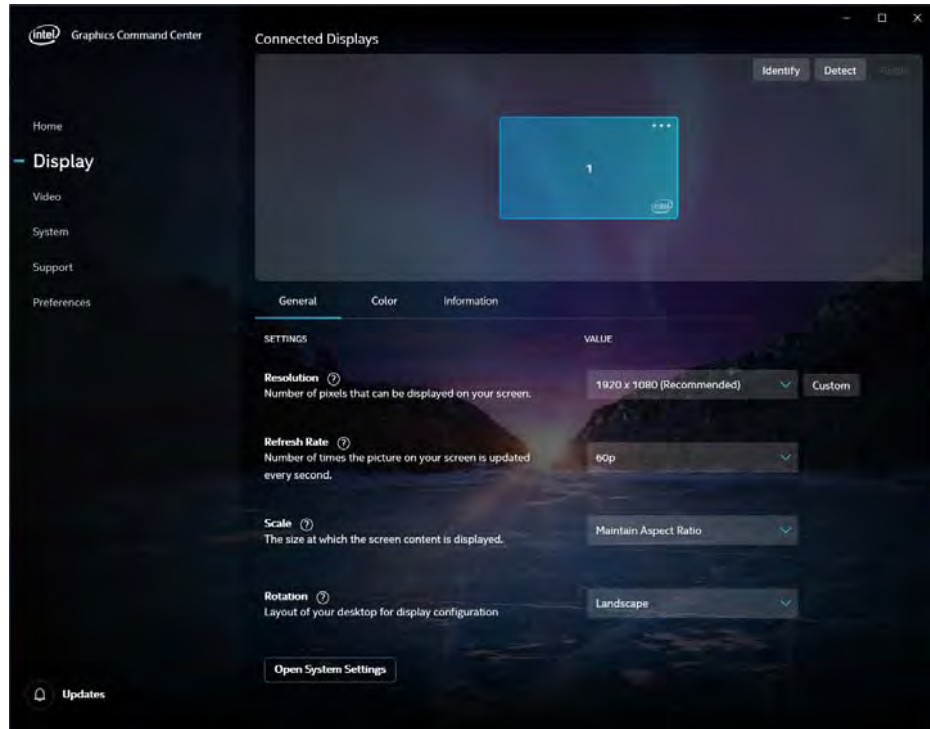 intel Graphics Command Center
Connected Displays
Identify Detect
1
intel
Home
Display
Video
System
Support
Preferences
General Color Information
SETTINGS VALUE
Resolution ?
Number of pixels that can be displayed on your screen.
1920 x 1080 (Recommended) Custom
Refresh Rate ?
Number of times the picture on your screen is updated
every second.
60p
Scale ?
The size at which the screen content is displayed.
Maintain Aspect Ratio
Rotation ?
Layout of your desktop for display configuration
Landscape
Open System Settings
Updates